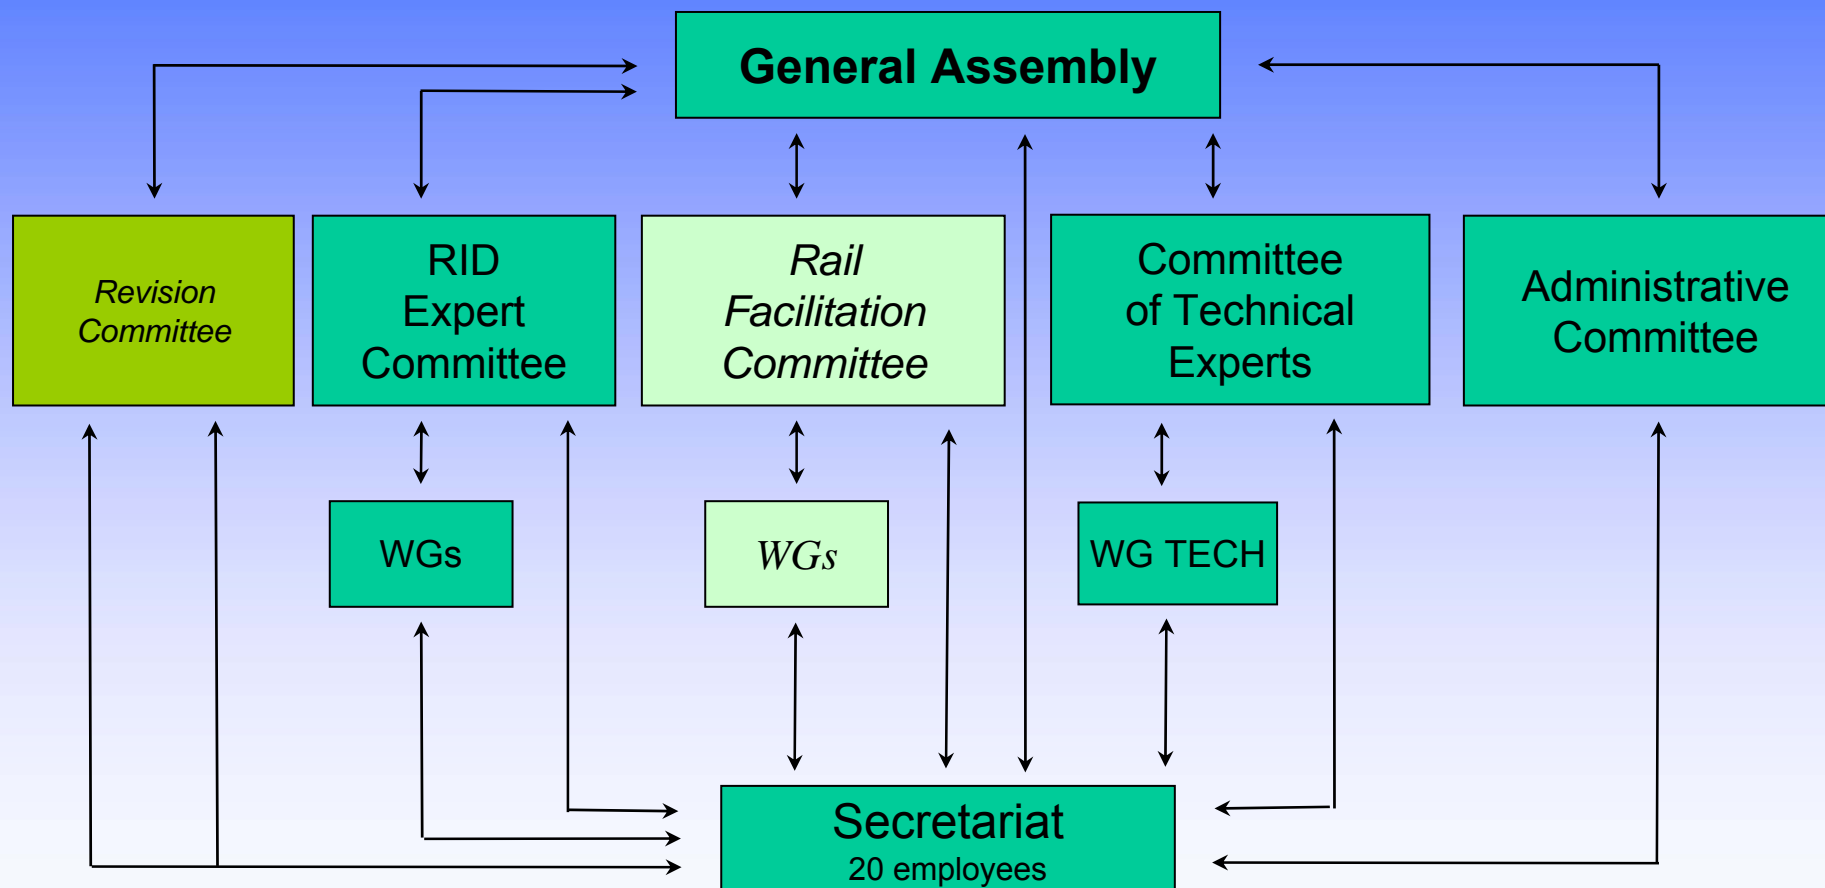 General Assembly
Revision
Committee
RID
Expert
Committee
Rail
Facilitation
Committee
Committee
of Technical
Experts
Administrative
Committee
WGs
WGs
WG TECH
Secretariat
20 employees